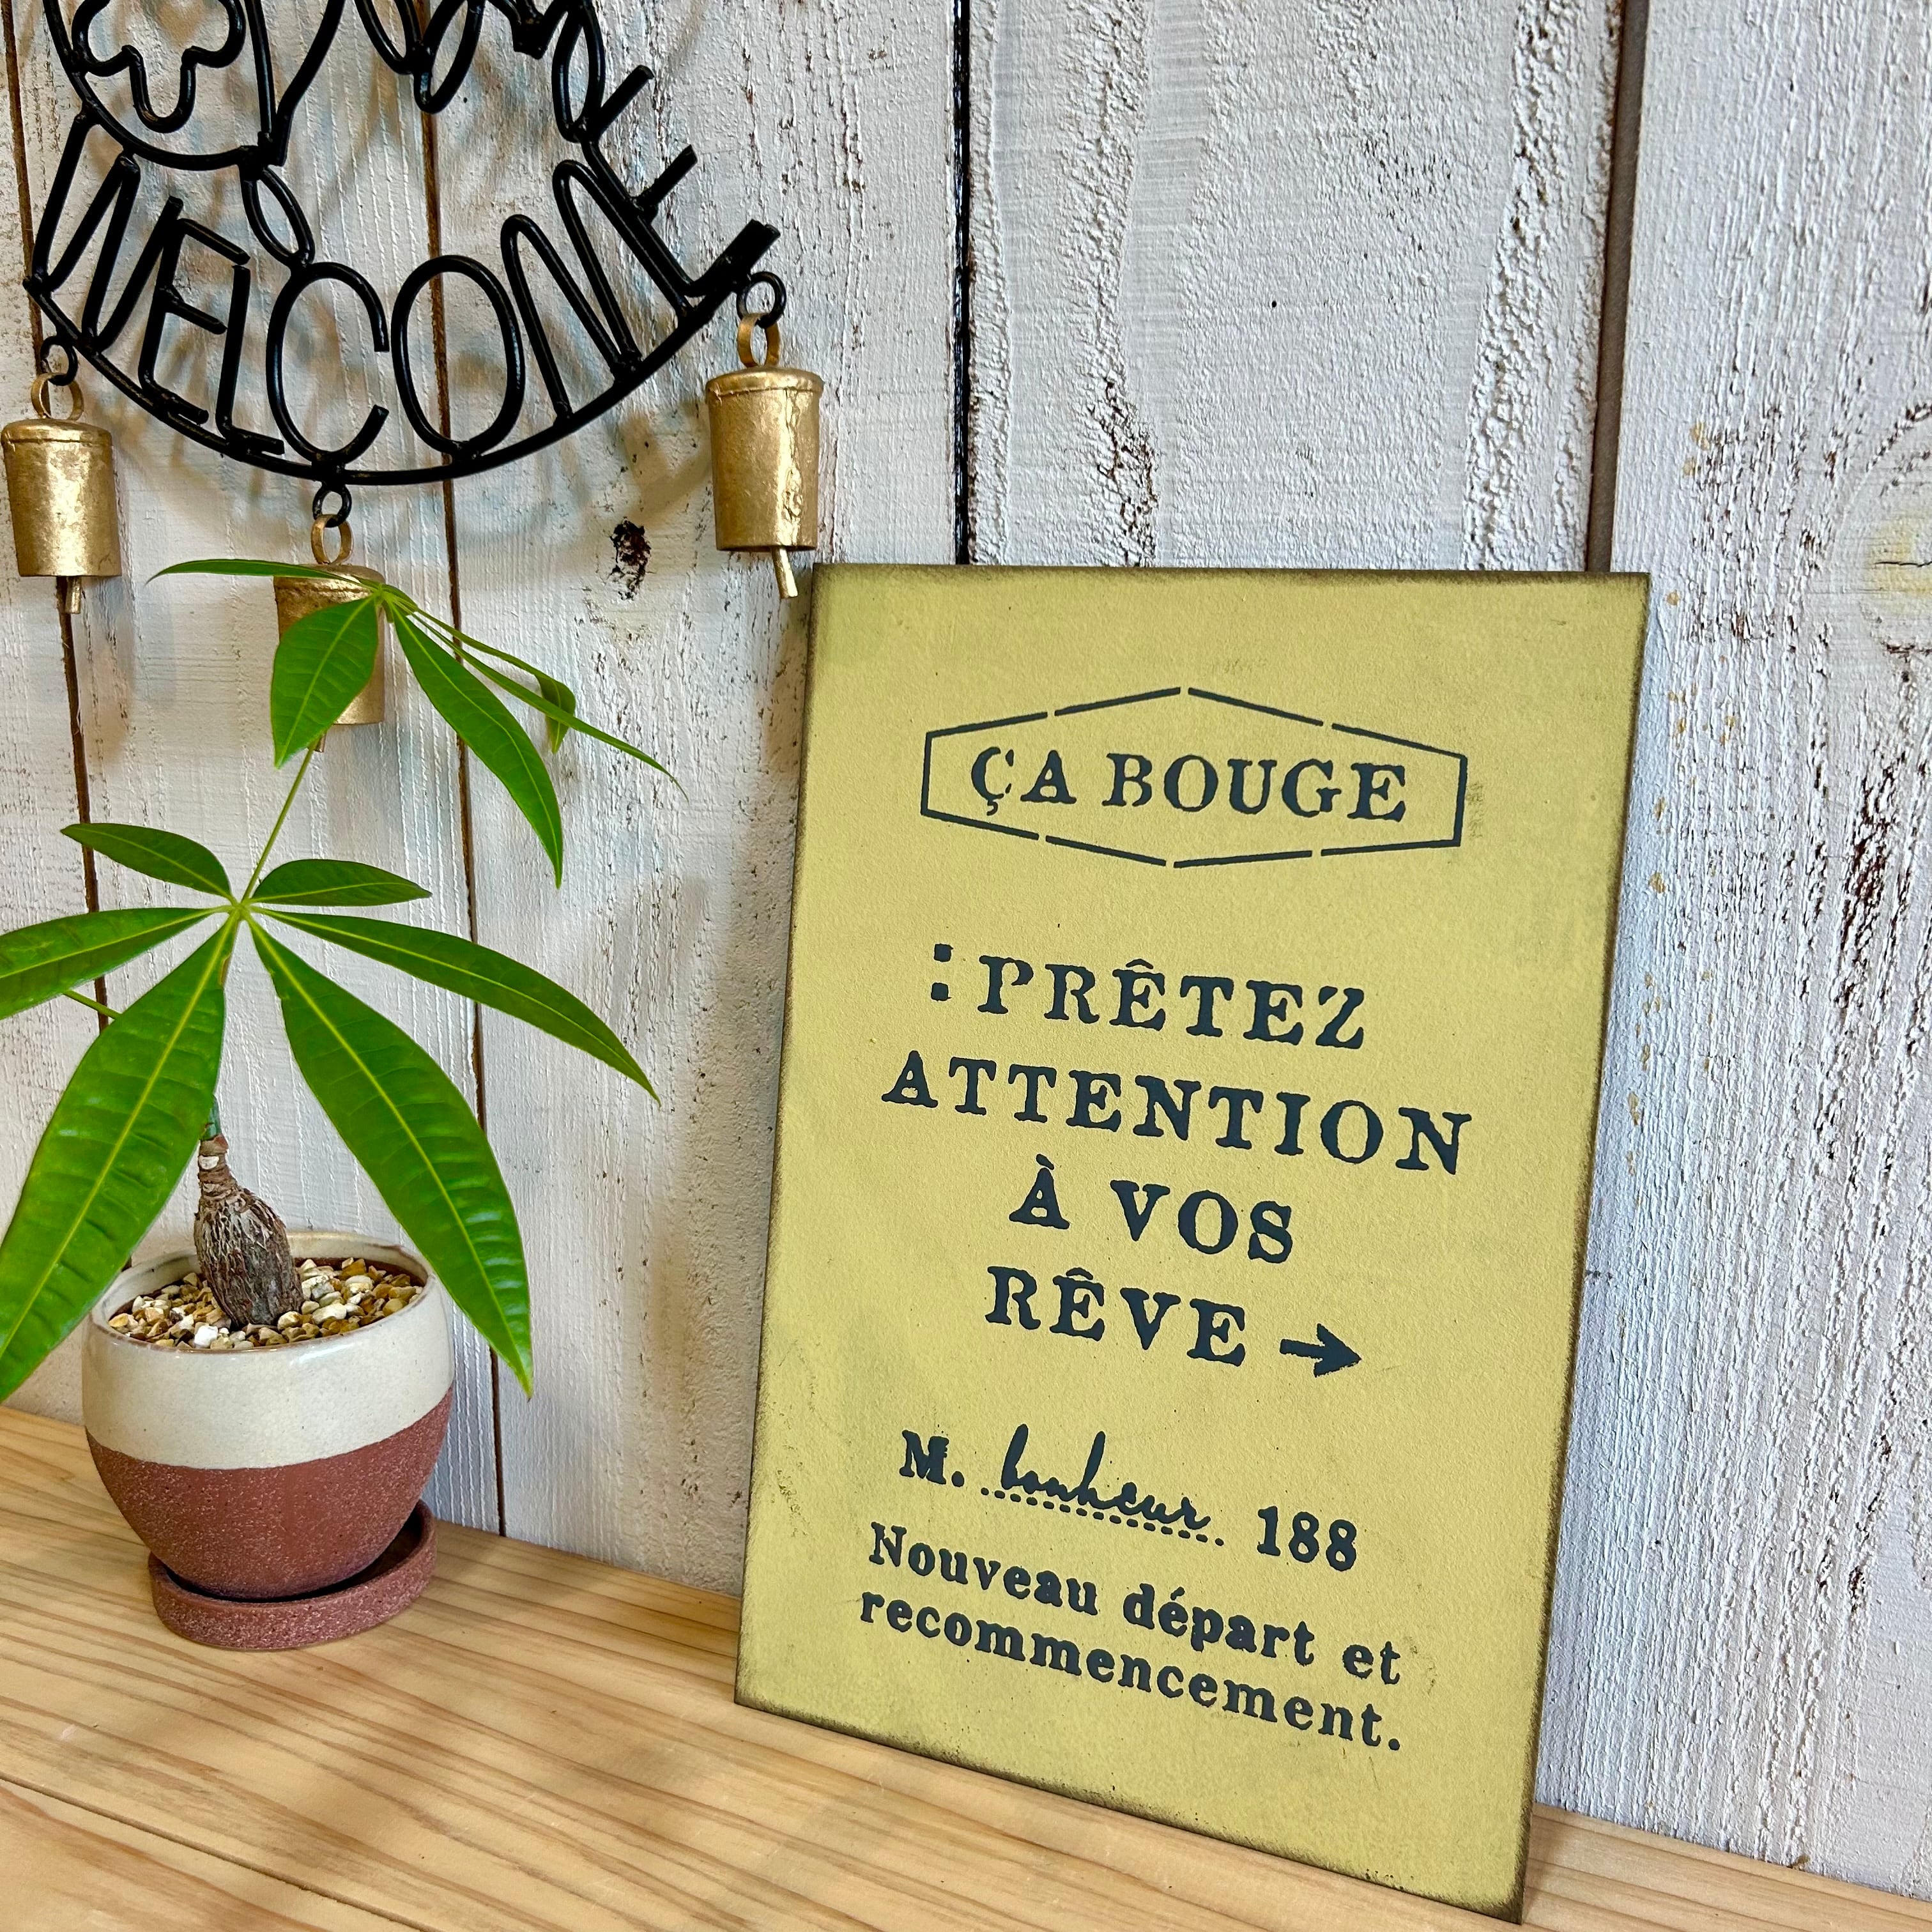 WELCOME
ÇA BOUGE
:PRÊTEZ
ATTENTION
À VOS
RÊVE →
M. bonheur. 188
Nouveau départ et
recommencement.